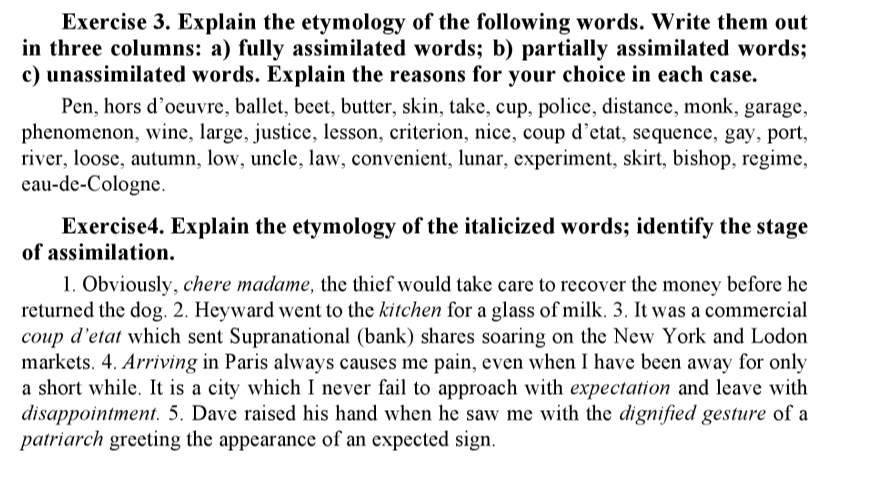 Exercise 3. Explain the etymology of the following words. Write them out
in three columns: a) fully assimilated words; b) partially assimilated words;
c) unassimilated words. Explain the reasons for your choice in each case.
Pen, hors d’oeuvre, ballet, beet, butter, skin, take, cup, police, distance, monk, garage,
phenomenon, wine, large, justice, lesson, criterion, nice, coup d’etat, sequence, gay, port,
river, loose, autumn, low, uncle, law, convenient, lunar, experiment, skirt, bishop, regime,
eau-de-Cologne.
Exercise4. Explain the etymology of the italicized words; identify the stage
of assimilation.
1. Obviously, chere madame, the thief would take care to recover the money before he
returned the dog. 2. Heyward went to the kitchen for a glass of milk. 3. It was a commercial
coup d’etat which sent Supranational (bank) shares soaring on the New York and Lodon
markets. 4. Arriving in Paris always causes me pain, even when I have been away for only
a short while. It is a city which I never fail to approach with expectation and leave with
disappointment. 5. Dave raised his hand when he saw me with the dignified gesture of a
patriarch greeting the appearance of an expected sign.